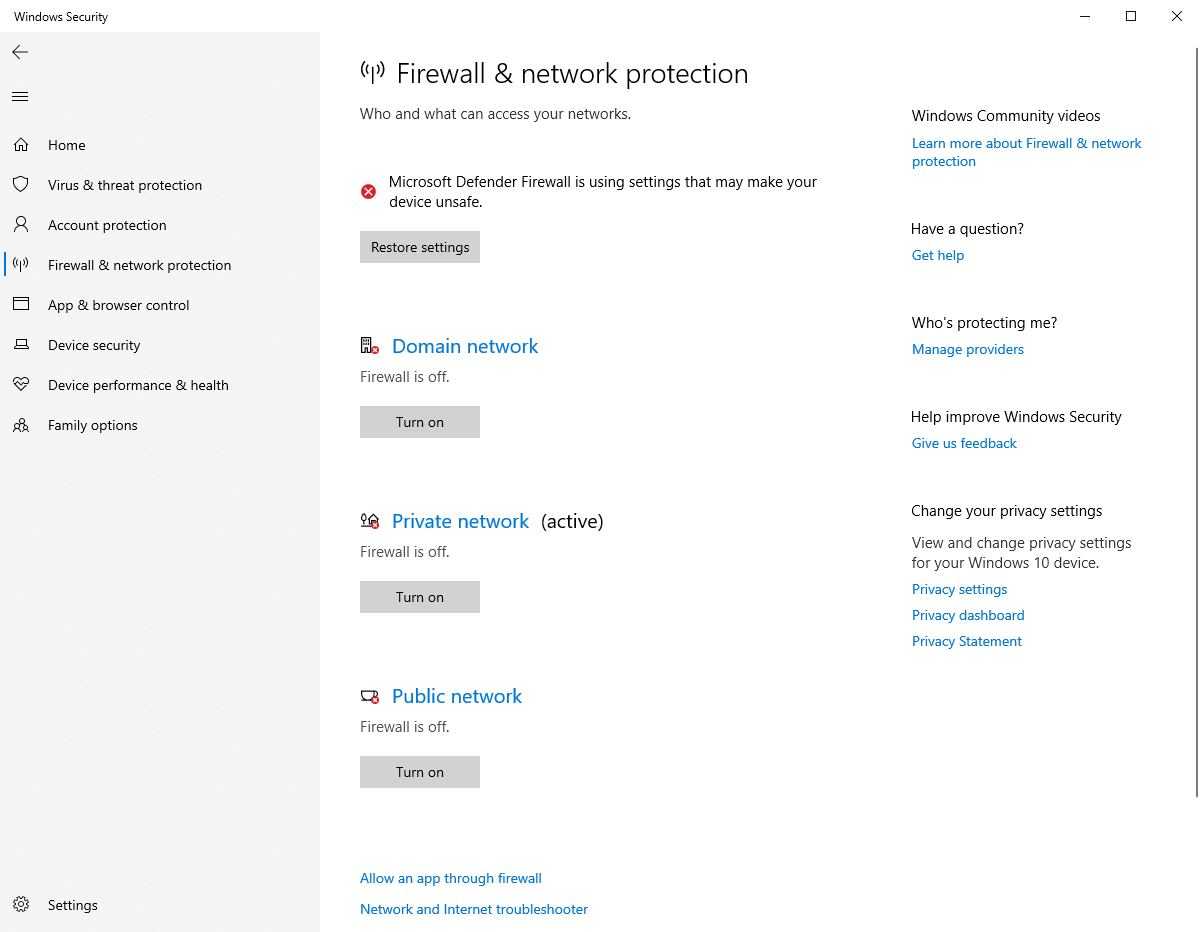 Windows Security
Home
Virus & threat protection
Account protection
Firewall & network protection
App & browser control
Device security
Device performance & health
Family options
Settings
Firewall & network protection
Who and what can access your networks.
Microsoft Defender Firewall is using settings that may make your
device unsafe.
Restore settings
Domain network
Firewall is off.
Turn on
Private network (active)
Firewall is off.
Turn on
Public network
Firewall is off.
Turn on
Allow an app through firewall
Network and Internet troubleshooter
Windows Community videos
Learn more about Firewall & network
protection
Have a question?
Get help
Who's protecting me?
Manage providers
Help improve Windows Security
Give us feedback
Change your privacy settings
View and change privacy settings
for your Windows 10 device.
Privacy settings
Privacy dashboard
Privacy Statement